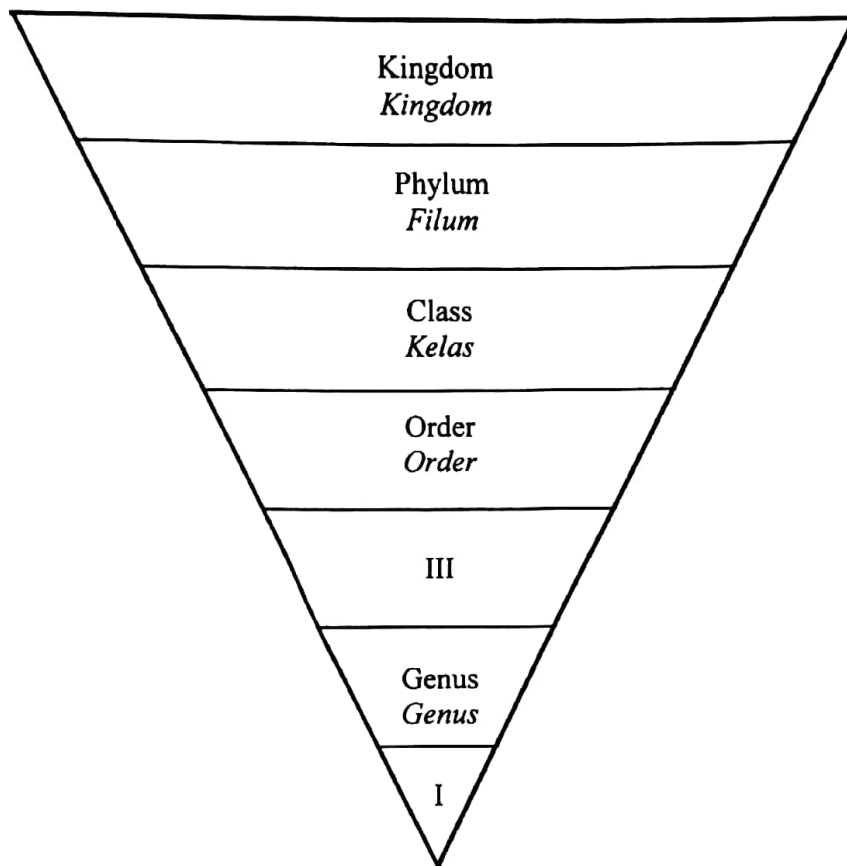 Kingdom
Kingdom
Phylum
Filum
Class
Kelas
Order
Order
III
Genus
Genus
I